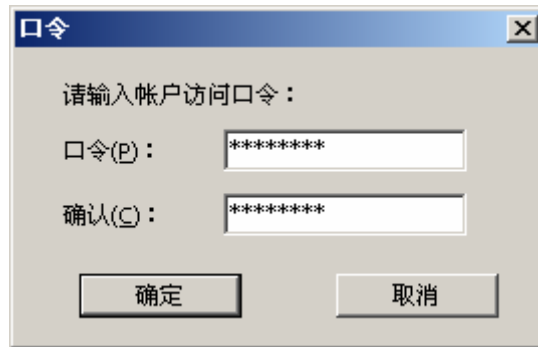 口令
请输入帐户访问口令：
口令(P)： ********
确认(C)： ********
确定 取消